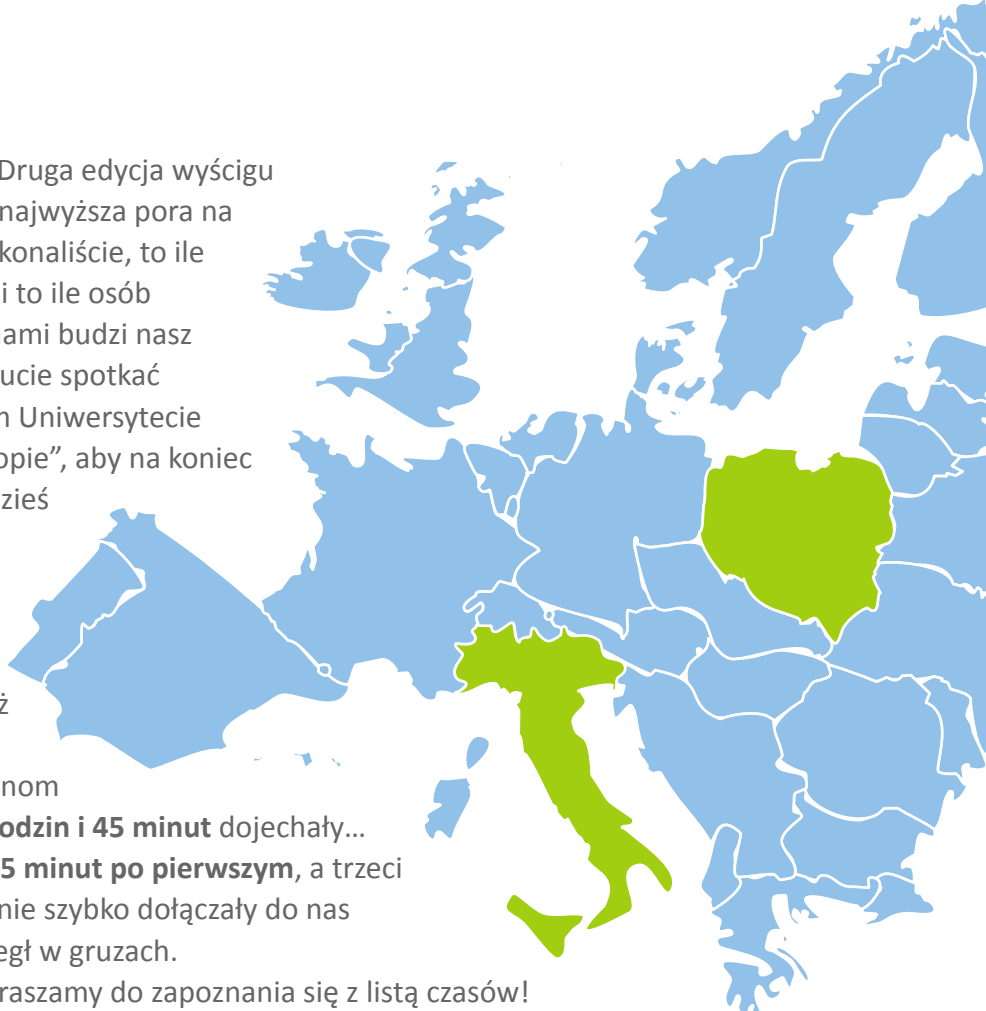 Druga edycja wyścigu
najwyższa pora na
konaliście, to ile
i to ile osób
nami budzi nasz
ucie spotkać
Uniwersytecie
opie”, aby na koniec
dzieś
ż
nom
odzin i 45 minut dojechały…
5 minut po pierwszym, a trzeci
nie szybko dołączały do nas
egł w gruzach.
raszamy do zapoznania się z listą czasów!